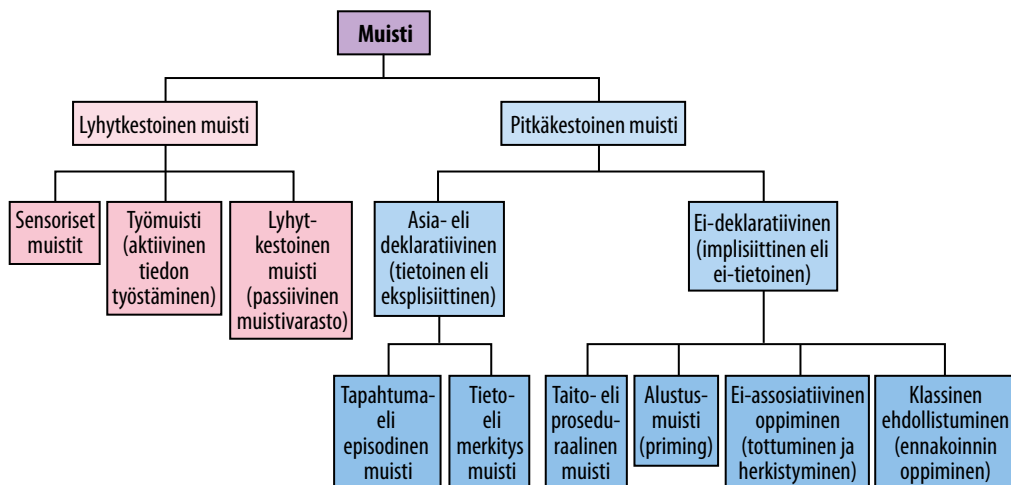 Muisti
Lyhytkestoinen muisti
Pitkäkestoinen muisti
Sensoriset
muistit
Työmuisti
(aktiivinen
tiedon
työstäminen)
Lyhyt-
kestoinen
muisti
(passiivinen
muistivarasto)
Asia- eli
deklaratiivinen
(tietoinen eli
eksplisiittinen)
Ei-deklaratiivinen
(implisiittinen eli
ei-tietoinen)
Tapahtuma-
eli
episodinen
muisti
Tieto-
eli
merkitys
muisti
Taito- eli
prosedu-
raalinen
muisti
Alustus-
muisti
(priming)
Ei-assosiatiivinen
oppiminen
(tottuminen ja
herkistyminen)
Klassinen
ehdollistuminen
(ennakoinnin
oppiminen)